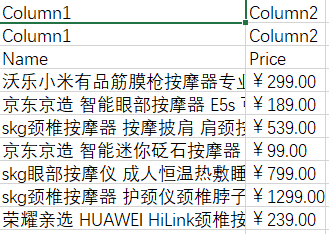 Column1 Column2
Column1 Column2
Name Price
沃乐小米有品筋膜枪按摩器专业 ¥299.00
京东京造 智能眼部按摩器 E5s ¥189.00
skg颈椎按摩器 按摩披肩 肩颈按 ¥539.00
京东京造 智能迷你砭石按摩器 ¥99.00
skg眼部按摩仪 成人恒温热敷睡 ¥799.00
skg颈椎按摩器 护颈仪颈椎脖子 ¥1299.00
荣耀亲选 HUAWEI HiLink颈椎按 ¥239.00